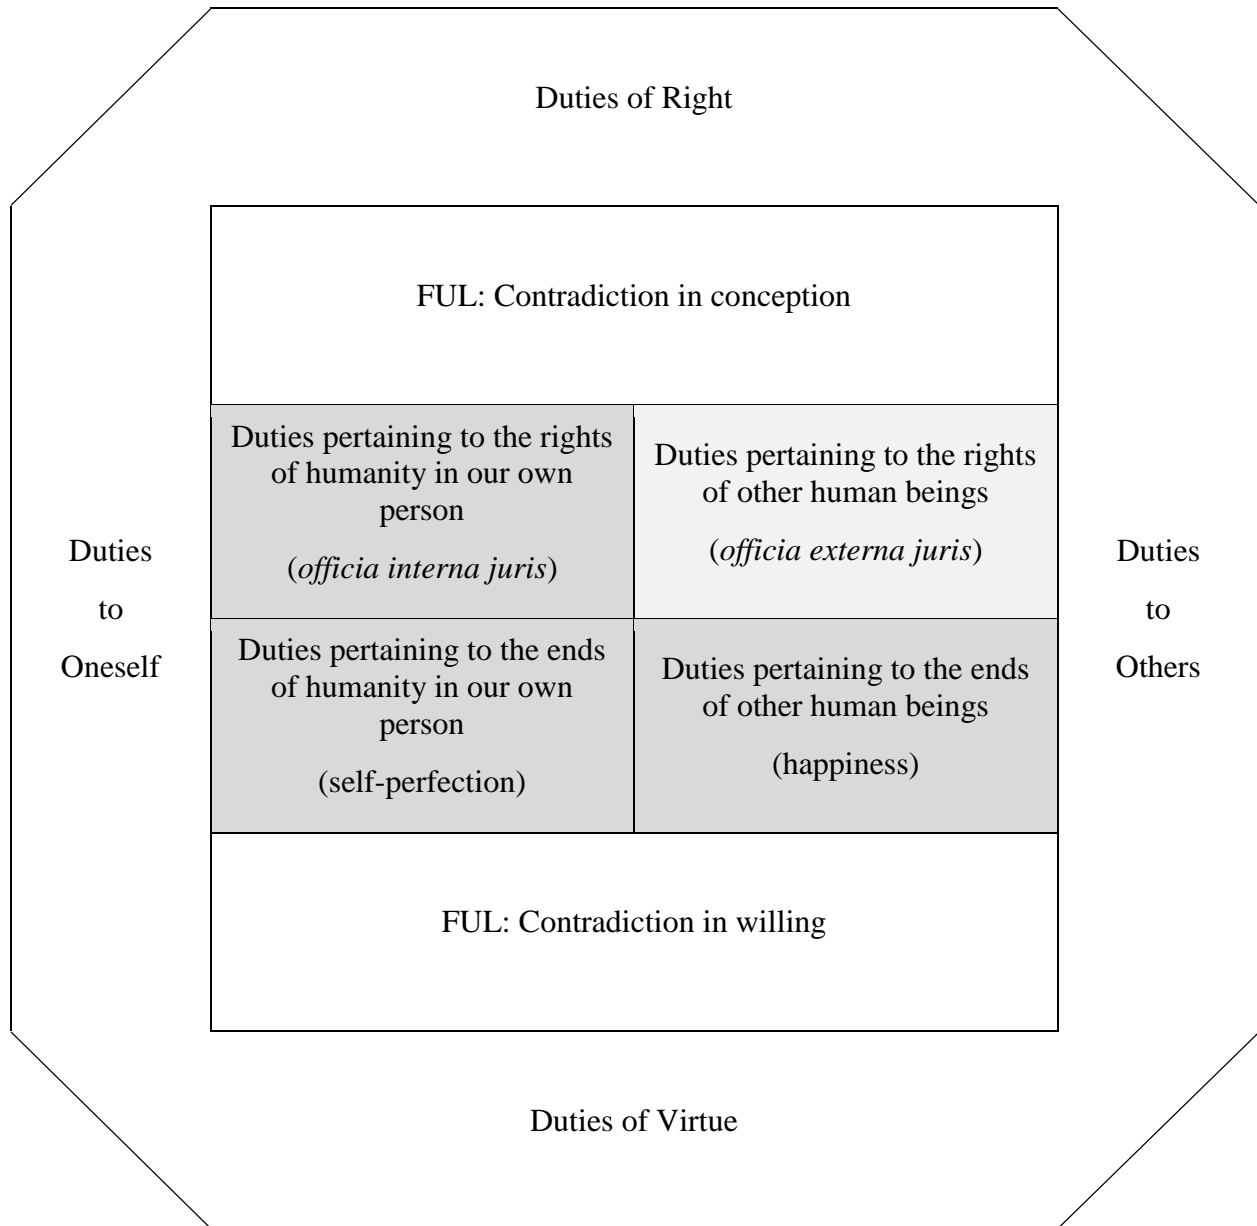 Duties of Right
FUL: Contradiction in conception
Duties pertaining to the rights
of humanity in our own
person
(officia interna juris)
Duties pertaining to the rights
of other human beings
(officia externa juris)
Duties
to
Oneself
Duties
to
Others
Duties pertaining to the ends
of humanity in our own
person
(self-perfection)
Duties pertaining to the ends
of other human beings
(happiness)
FUL: Contradiction in willing
Duties of Virtue